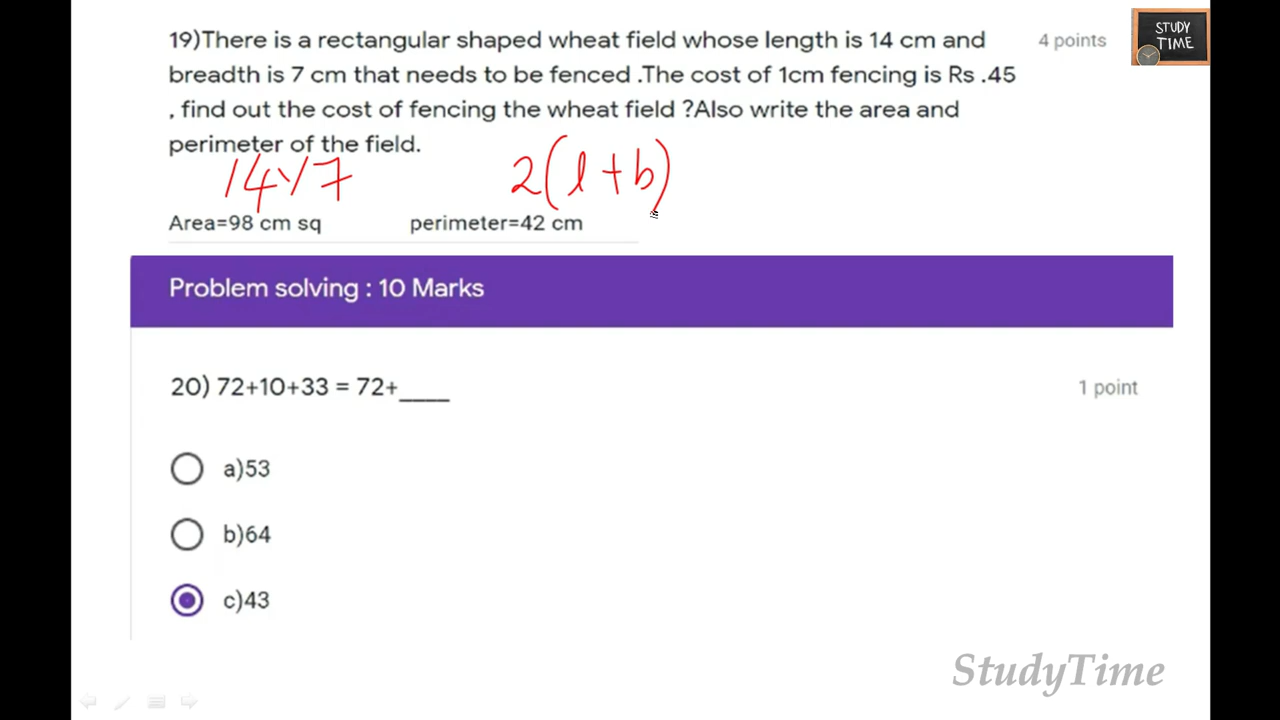 19)There is a rectangular shaped wheat field whose length is 14 cm and
4 points
STUDY
TIME
breadth is 7 cm that needs to be fenced .The cost of 1cm fencing is Rs .45
, find out the cost of fencing the wheat field ?Also write the area and
perimeter of the field.
14×7
2(l+b)
Area=98 cm sq
perimeter=42 cm
Problem solving : 10 Marks
20) 72+10+33 = 72+____
1 point
a)53
b)64
c)43
StudyTime